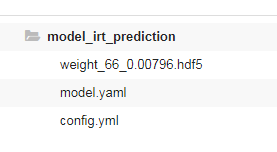 model_irt_prediction
weight_66_0.00796.hdf5
model.yaml
config.yml